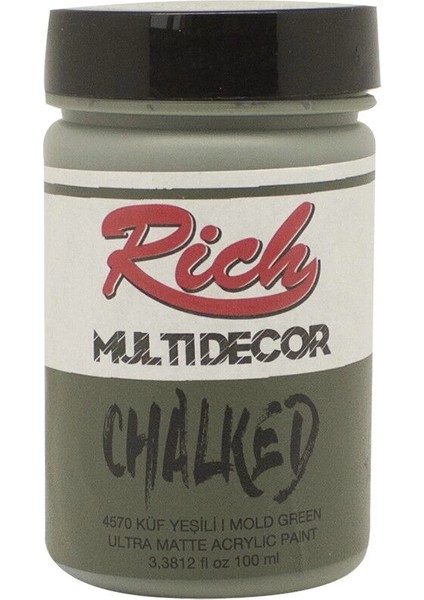 Rich
MULTIDECOR
CHALKED
4570 KÜF YEŞİLİ | MOLD GREEN
ULTRA MATTE ACRYLIC PAINT
3,3812 fl oz 100 ml